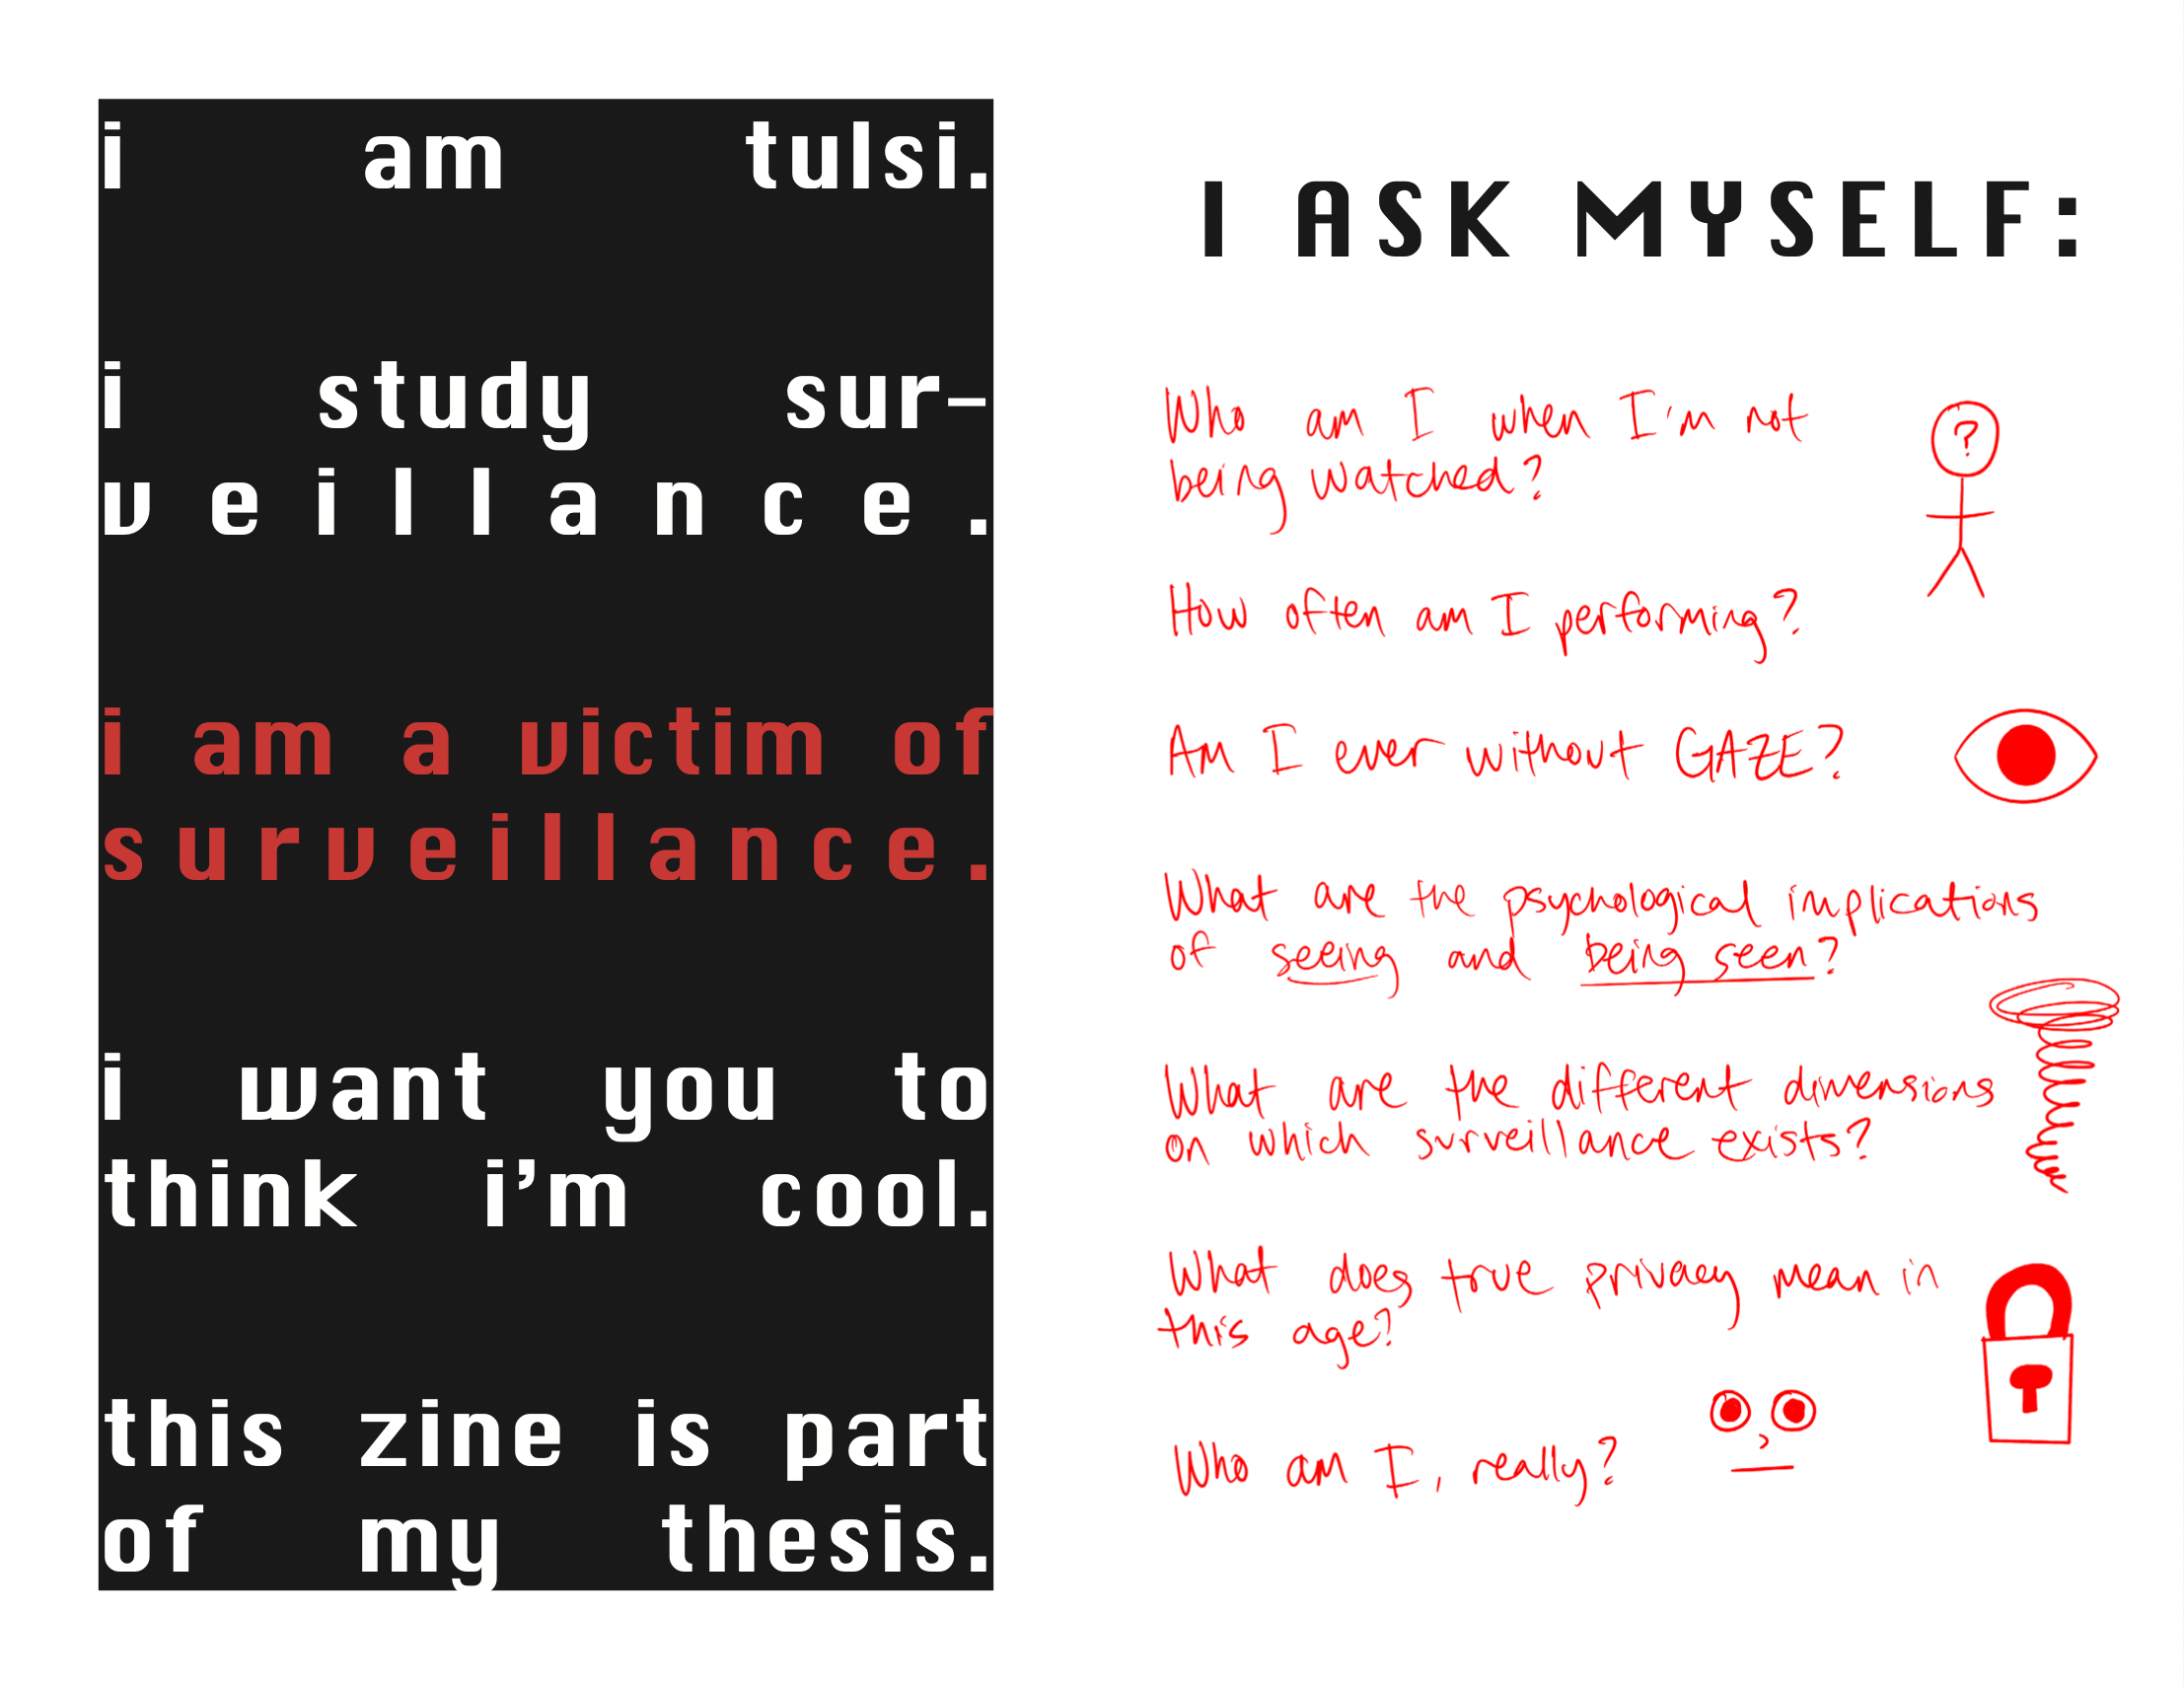 i am tulsi.
i study sur-
veillance.
i am a victim of
surveillance.
i want you to
think i'm cool.
this zine is part
of my thesis.
I ASK MYSELF:
Who am I when I'm not
being watched?
?
How often am I performing?
Am I ever without GAZE?
What are the psychological implications
of seeing and being seen?
What are the different dimensions
on which surveillance exists?
What does true privacy mean in
this age?
Who am I, really?